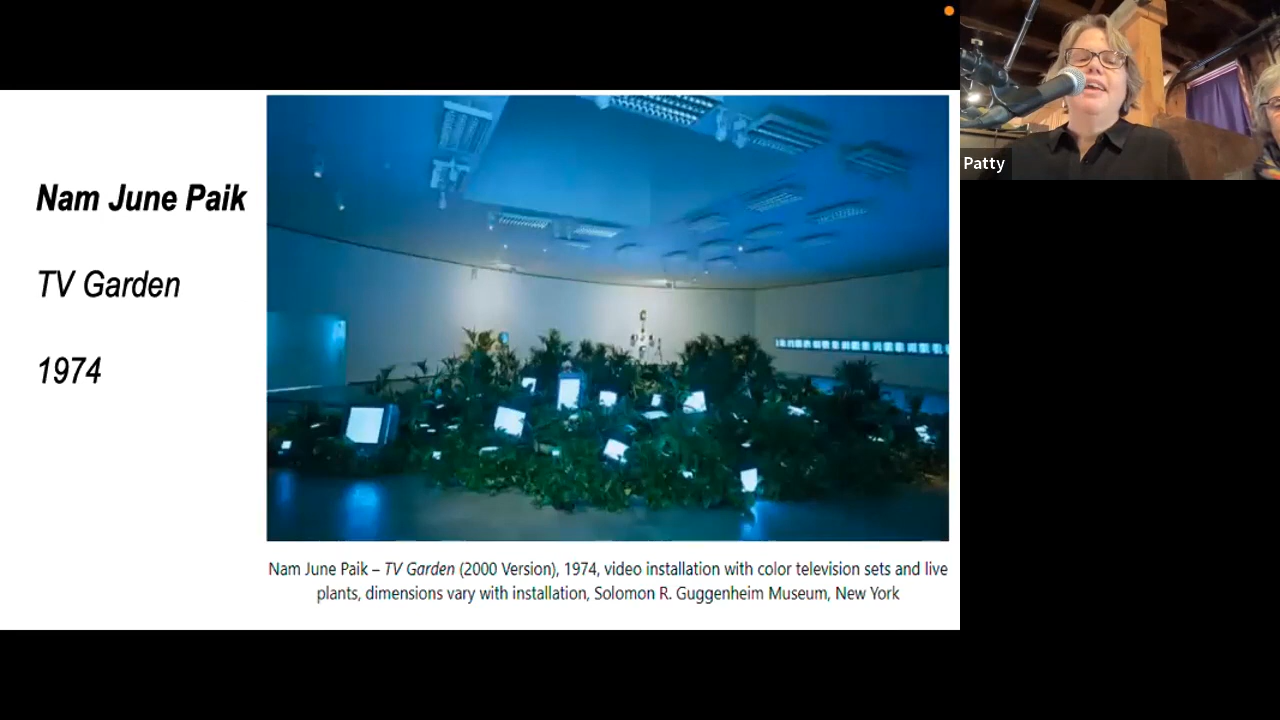 Nam June Paik
TV Garden
1974
Nam June Paik – TV Garden (2000 Version), 1974, video installation with color television sets and live
plants, dimensions vary with installation, Solomon R. Guggenheim Museum, New York
Patty